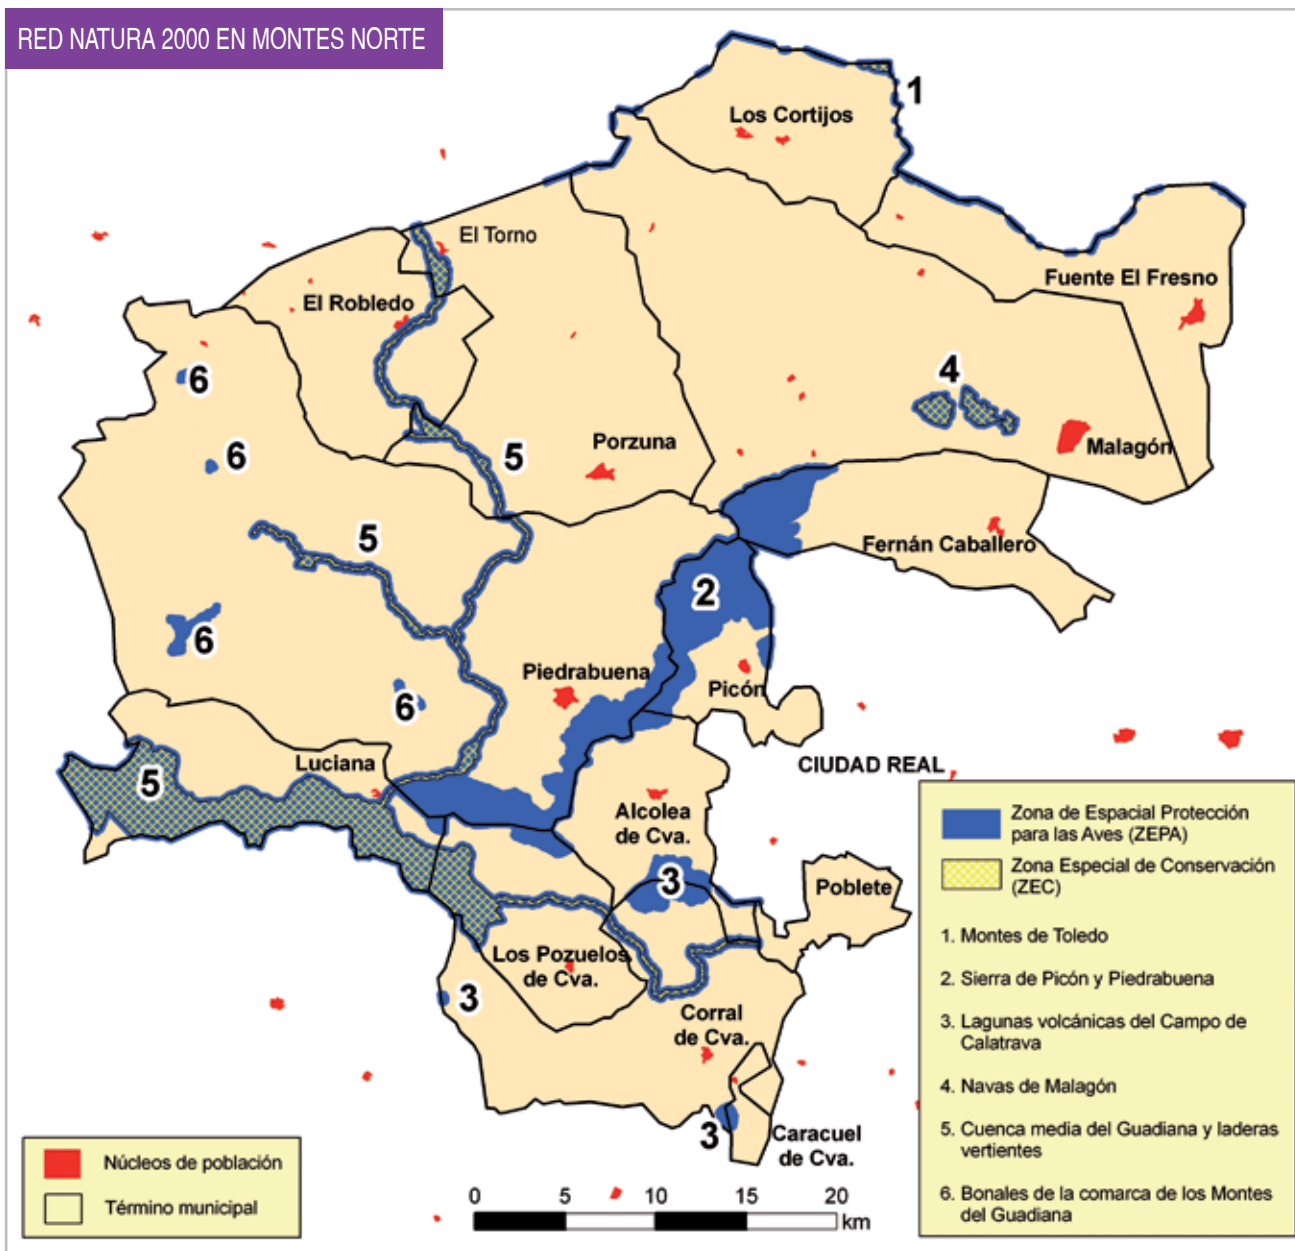 RED NATURA 2000 EN MONTES NORTE
1
Los Cortijos
El Torno
Fuente El Fresno
El Robledo
6
4
6
Porzuna
5
Malagón
5
Fernán Caballero
2
6
Piedrabuena
Picón
6
Luciana
CIUDAD REAL
5
Alcolea
de Cva.
3
Poblete
Los Pozuelos
de Cva.
3
Corral
de Cva.
3
Caracuel
de Cva.
Zona de Espacial Protección
para las Aves (ZEPA)
Zona Especial de Conservación
(ZEC)
1. Montes de Toledo
2. Sierra de Picón y Piedrabuena
3. Lagunas volcánicas del Campo de
Calatrava
4. Navas de Malagón
5. Cuenca media del Guadiana y laderas
vertientes
6. Bonales de la comarca de los Montes
del Guadiana
Núcleos de población
Término municipal
0 5 10 15 20
km